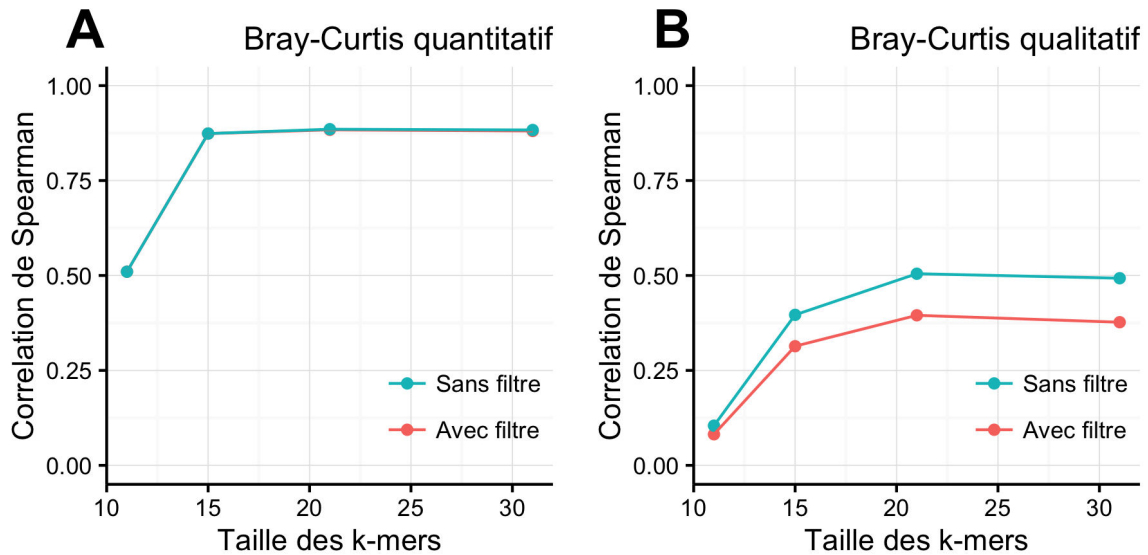 A
Bray-Curtis quantitatif
Correlation de Spearman
1.00
0.75
0.50
0.25
0.00
Sans filtre
Avec filtre
10 15 20 25 30
Taille des k-mers
B
Bray-Curtis qualitatif
Correlation de Spearman
1.00
0.75
0.50
0.25
0.00
Sans filtre
Avec filtre
10 15 20 25 30
Taille des k-mers